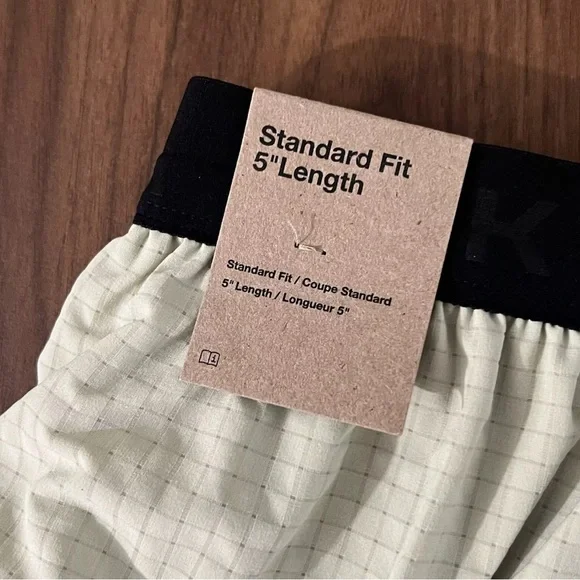 Standard Fit
5"Length
Standard Fit / Coupe Standard
5" Length / Longueur 5"
K